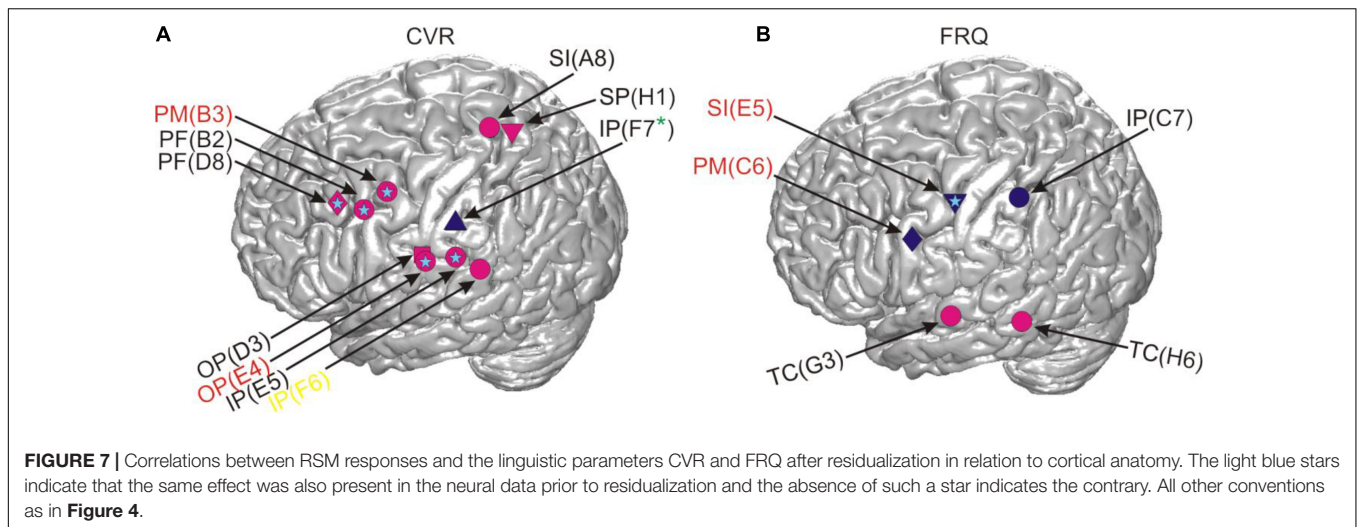 A
CVR
SI(A8)
SP(H1)
IP(F7*)
PM(B3)
PF(B2)
PF(D8)
OP(D3)
OP(E4)
IP(E5)
IP(F6)
B
FRQ
SI(E5)
PM(C6)
IP(C7)
TC(G3)
TC(H6)
FIGURE 7 | Correlations between RSM responses and the linguistic parameters CVR and FRQ after residualization in relation to cortical anatomy. The light blue stars
indicate that the same effect was also present in the neural data prior to residualization and the absence of such a star indicates the contrary. All other conventions
as in Figure 4.